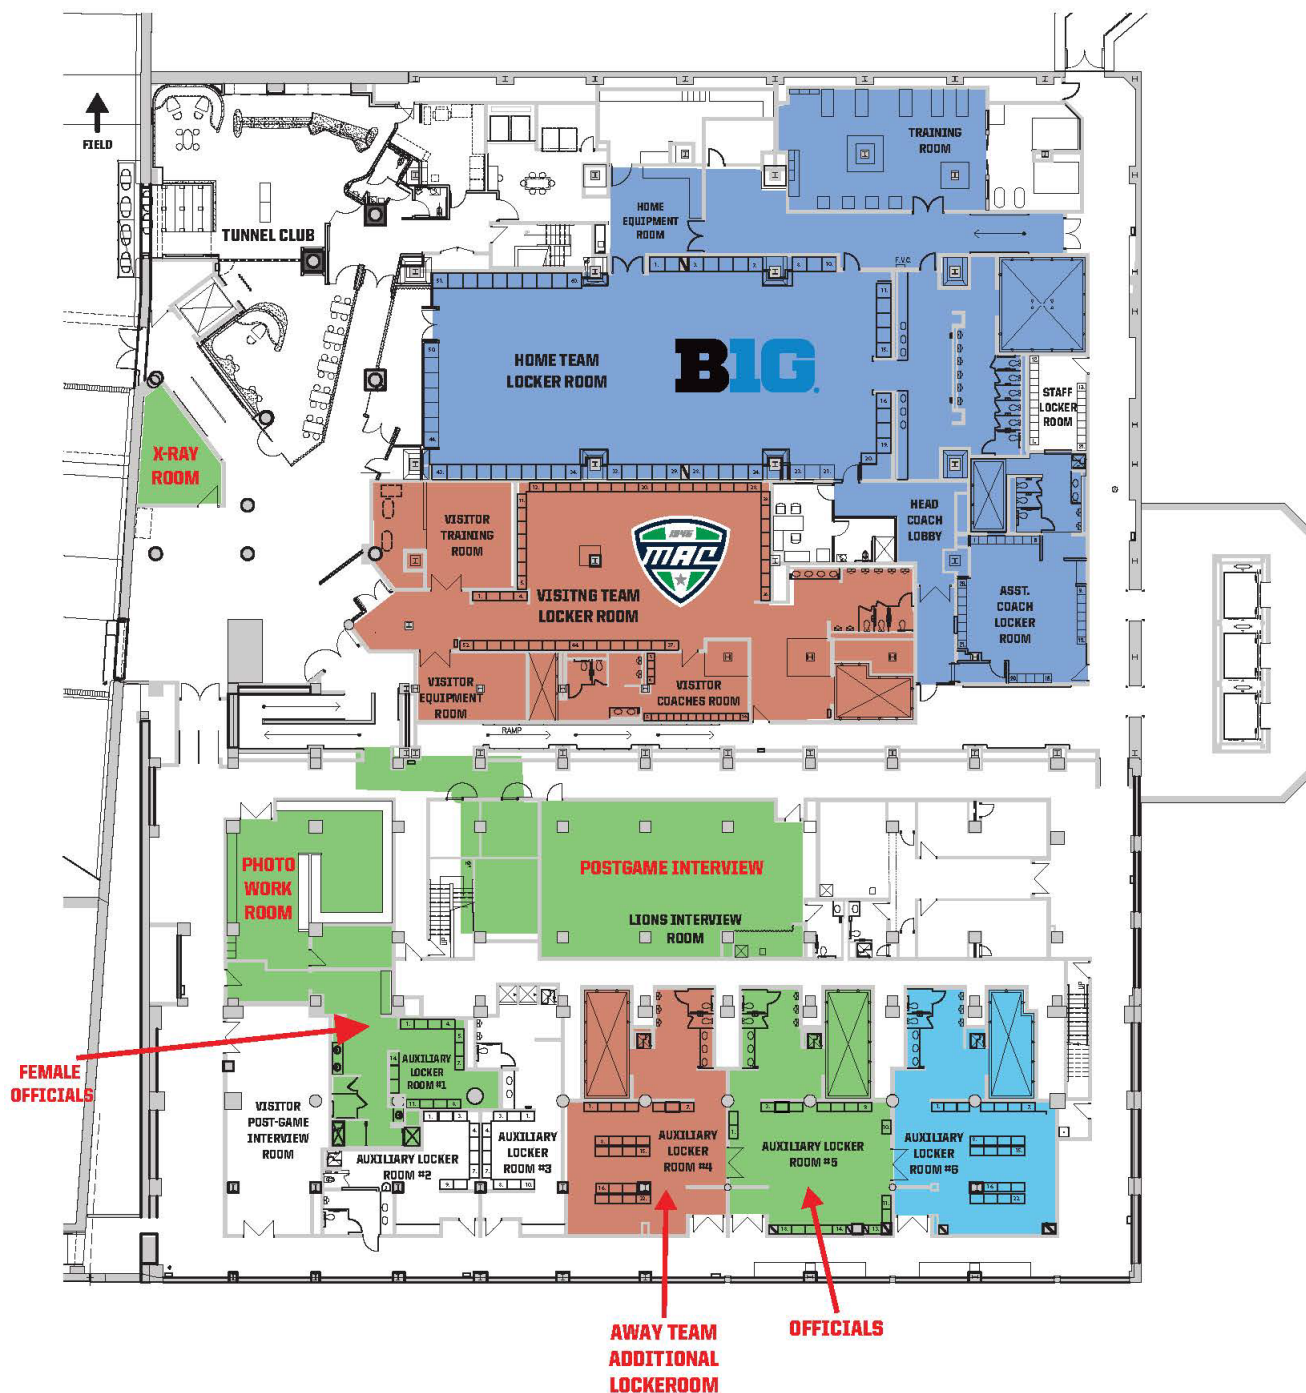 FIELD
TUNNEL CLUB
TRAINING
ROOM
HOME
EQUIPMENT
ROOM
F.V.C.
HOME TEAM
LOCKER ROOM
B1G
STAFF
LOCKER
ROOM
X-RAY
ROOM
VISITOR
TRAINING
ROOM
HEAD
COACH
LOBBY
MAC
VISITNG TEAM
LOCKER ROOM
ASST.
COACH
LOCKER
ROOM
VISITOR
EQUIPMENT
ROOM
VISITOR
COACHES ROOM
RAMP
PHOTO
WORK
ROOM
POSTGAME INTERVIEW
LIONS INTERVIEW
ROOM
UP
FEMALE
OFFICIALS
AUXILIARY
LOCKER
ROOM #1
VISITOR
POST-GAME
INTERVIEW
ROOM
AUXILIARY LOCKER
ROOM #2
AUXILIARY
LOCKER
ROOM #3
AUXILIARY
LOCKER
ROOM #4
AUXILIARY LOCKER
ROOM #5
AUXILIARY
LOCKER
ROOM #6
AWAY TEAM
ADDITIONAL
LOCKEROOM
OFFICIALS